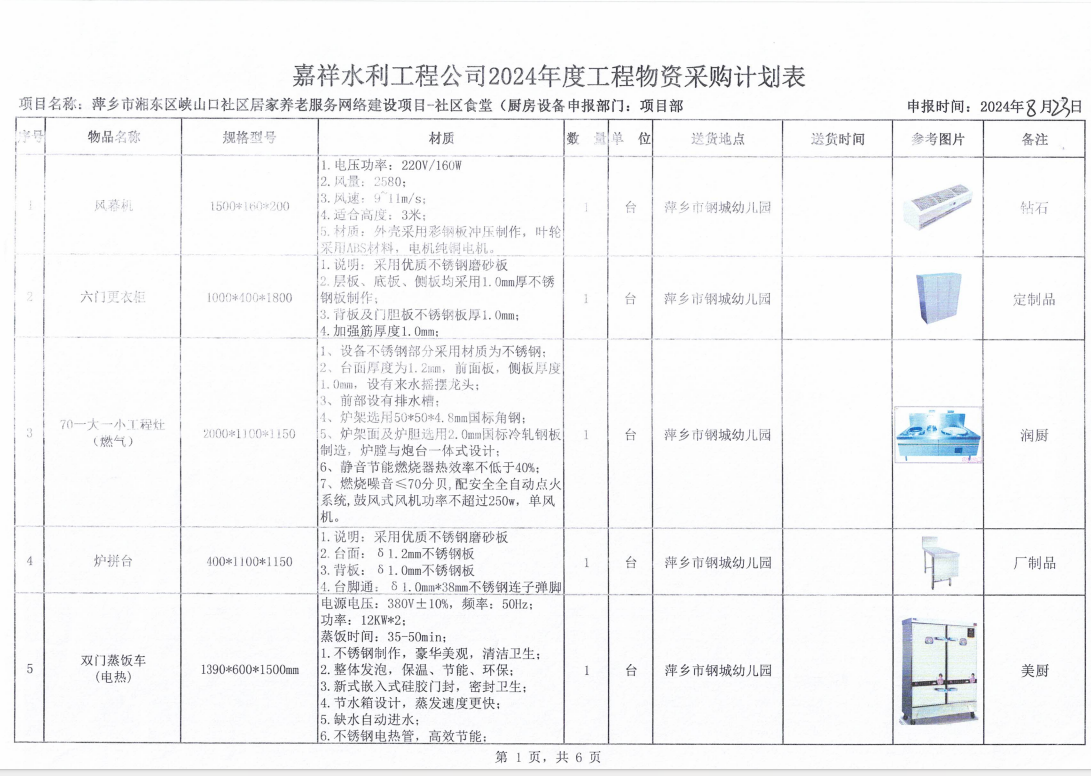 嘉祥水利工程公司2024年度工程物资采购计划表
项目名称：萍乡市湘东区峡山口社区居家养老服务网络建设项目-社区食堂（厨房设备申报部门：项目部 申报时间：2024年8月23日
序号 物品名称 规格型号 材质 数 量 单 位 送货地点 送货时间 参考图片 备注
1 风幕机 1500*160*200
1.电压功率：220V/160W
2.风量：2580；
3.风速：9~11m/s；
4.适合高度：3米；
5.材质：外壳采用彩钢板冲压制作，叶轮
采用ABS材料，电机纯铜电机。
1 台 萍乡市钢城幼儿园 钻石
2 六门更衣柜 1000*400*1800
1.说明：采用优质不锈钢磨砂板
2.层板、底板、侧板均采用1.0mm厚不锈
钢板制作；
3.背板及门胆板不锈钢板厚1.0mm；
4.加强筋厚度1.0mm；
1 台 萍乡市钢城幼儿园 定制品
3 70一大一小工程灶
（燃气） 2000*1100*1150
1、设备不锈钢部分采用材质为不锈钢；
2、台面厚度为1.2mm，前面板，侧板厚度
1.0mm，设有来水摇摆龙头；
3、前部设有排水槽；
4、炉架选用50*50*4.8mm国标角钢；
5、炉架面及炉胆选用2.0mm国标冷轧钢板
制造，炉膛与炮台一体式设计；
6、静音节能燃烧器热效率不低于40%；
7、燃烧噪音≤70分贝,配安全全自动点火
系统,鼓风式风机功率不超过250w，单风
机。
1 台 萍乡市钢城幼儿园 润厨
4 炉拼台 400*1100*1150
1.说明：采用优质不锈钢磨砂板
2.台面：δ1.2mm不锈钢板
3.背板：δ1.0mm不锈钢板
4.台脚通：δ1.0mm*38mm不锈钢连子弹脚
1 台 萍乡市钢城幼儿园 厂制品
5 双门蒸饭车
(电热) 1390*600*1500mm
电源电压：380V±10%，频率：50Hz；
功率：12KW*2；
蒸饭时间：35-50min；
1.不锈钢制作，豪华美观，清洁卫生；
2.整体发泡，保温、节能、环保；
3.新式嵌入式硅胶门封，密封卫生；
4.节水箱设计，蒸发速度更快；
5.缺水自动进水；
6.不锈钢电热管，高效节能；
1 台 萍乡市钢城幼儿园 美厨
第 1 页，共 6 页